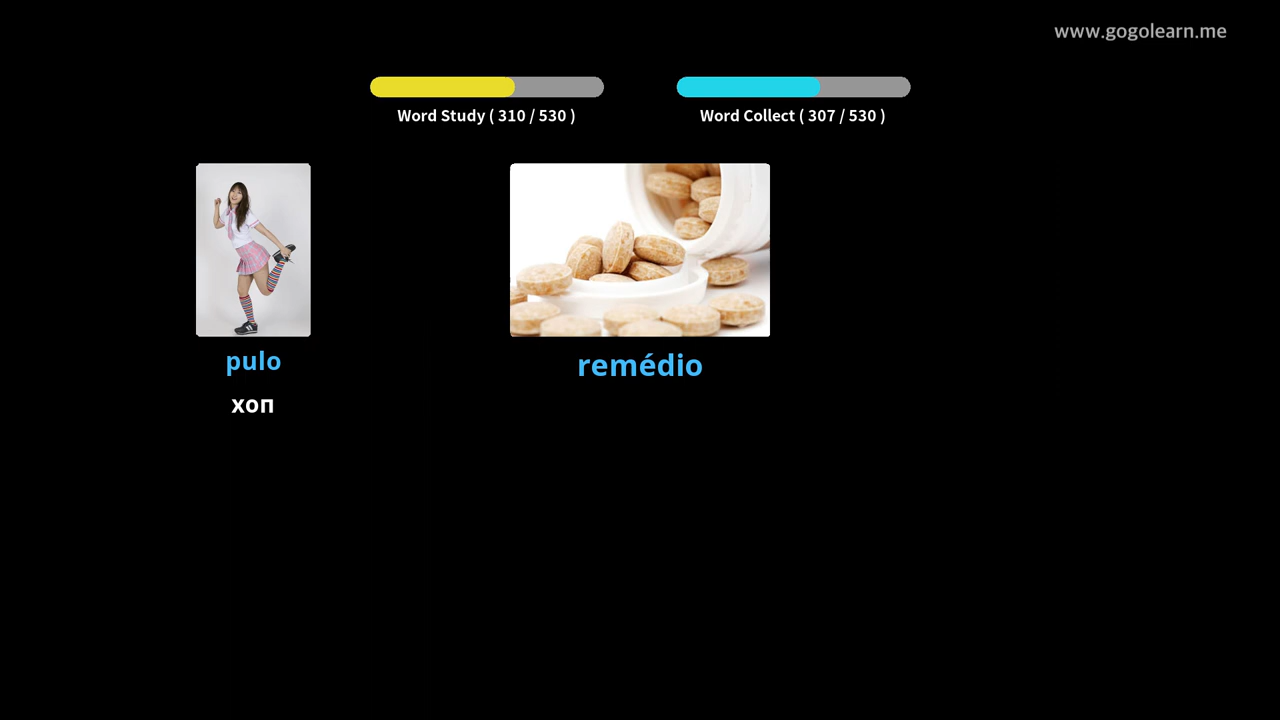 www.gogolearn.me
Word Study ( 310 / 530 )
Word Collect ( 307 / 530 )
pulo
хоп
remédio